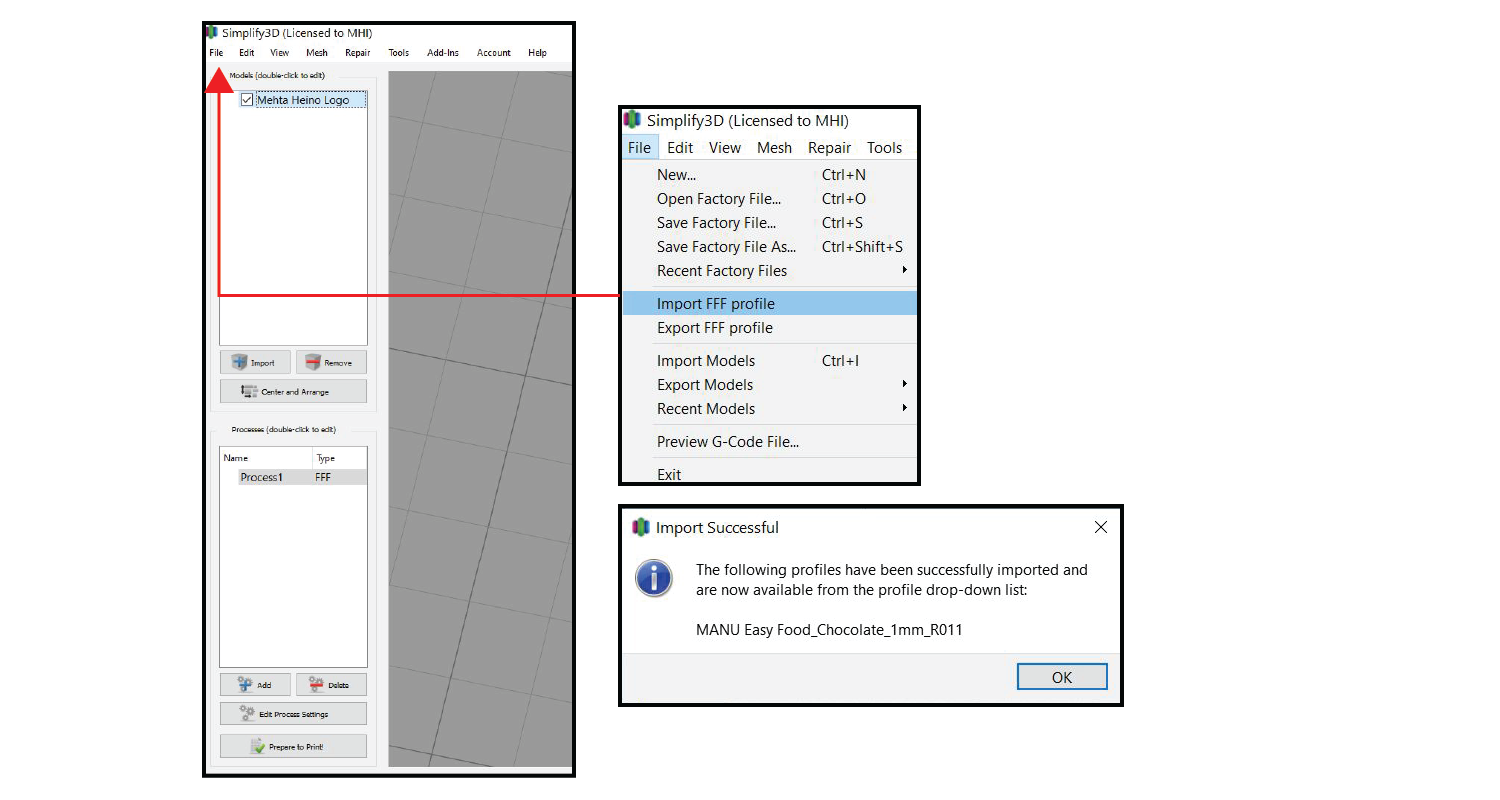 Simplify3D (Licensed to MHI)
File Edit View Mesh Repair Tools Add-Ins Account Help
Models (double-click to edit)
Mehta Heino Logo
Import Remove
Center and Arrange
Processes (double-click to edit)
Name Type
Process1 FFF
Add Delete
Edit Process Settings
Prepare to Print!
Simplify3D (Licensed to MHI)
File Edit View Mesh Repair Tools
New... Ctrl+N
Open Factory File... Ctrl+O
Save Factory File... Ctrl+S
Save Factory File As... Ctrl+Shift+S
Recent Factory Files
Import FFF profile
Export FFF profile
Import Models Ctrl+I
Export Models
Recent Models
Preview G-Code File...
Exit
Import Successful
The following profiles have been successfully imported and
are now available from the profile drop-down list:
MANU Easy Food_Chocolate_1mm_R011
OK